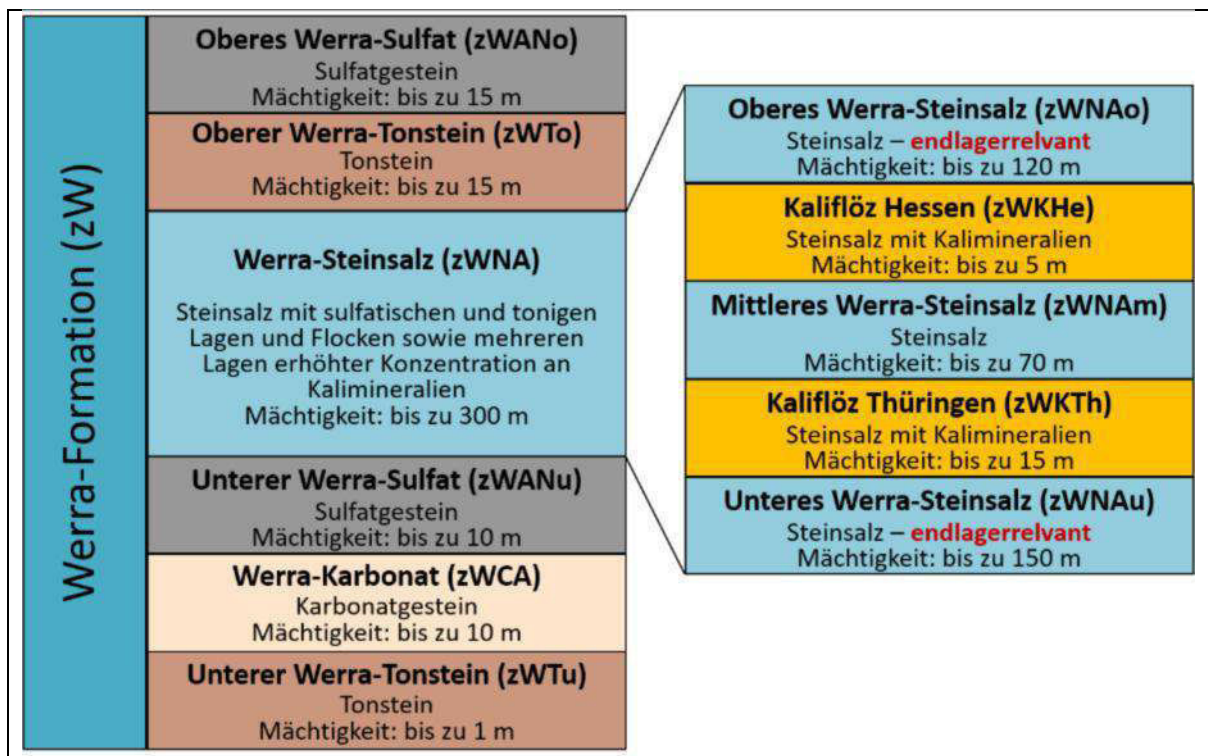 Werra-Formation (zW)
Oberes Werra-Sulfat (zWANo)
Sulfatgestein
Mächtigkeit: bis zu 15 m
Oberer Werra-Tonstein (zWTo)
Tonstein
Mächtigkeit: bis zu 15 m
Werra-Steinsalz (zWNA)
Steinsalz mit sulfatischen und tonigen
Lagen und Flocken sowie mehreren
Lagen erhöhter Konzentration an
Kalimineralien
Mächtigkeit: bis zu 300 m
Unterer Werra-Sulfat (zWANu)
Sulfatgestein
Mächtigkeit: bis zu 10 m
Werra-Karbonat (zWCA)
Karbonatgestein
Mächtigkeit: bis zu 10 m
Unterer Werra-Tonstein (zWTu)
Tonstein
Mächtigkeit: bis zu 1 m
Oberes Werra-Steinsalz (zWNAo)
Steinsalz – endlagerrelvant
Mächtigkeit: bis zu 120 m
Kaliflöz Hessen (zWKHe)
Steinsalz mit Kalimineralien
Mächtigkeit: bis zu 5 m
Mittleres Werra-Steinsalz (zWNAm)
Steinsalz
Mächtigkeit: bis zu 70 m
Kaliflöz Thüringen (zWKTh)
Steinsalz mit Kalimineralien
Mächtigkeit: bis zu 15 m
Unteres Werra-Steinsalz (zWNAu)
Steinsalz – endlagerrelvant
Mächtigkeit: bis zu 150 m